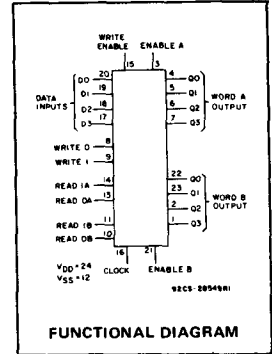 WRITE ENABLE
ENABLE A
15
3
D0 20
D1 19
D2 18
D3 17
DATA INPUTS
4 Q0
5 Q1
6 Q2
7 Q3
WORD A OUTPUT
WRITE 0 8
WRITE 1 9
READ 1A 14
READ 0A 13
READ 1B 11
READ 0B 10
22 Q0
23 Q1
2 Q2
1 Q3
WORD B OUTPUT
VDD = 24
VSS = 12
16
21
CLOCK
ENABLE B
92CS-28549RI
FUNCTIONAL DIAGRAM